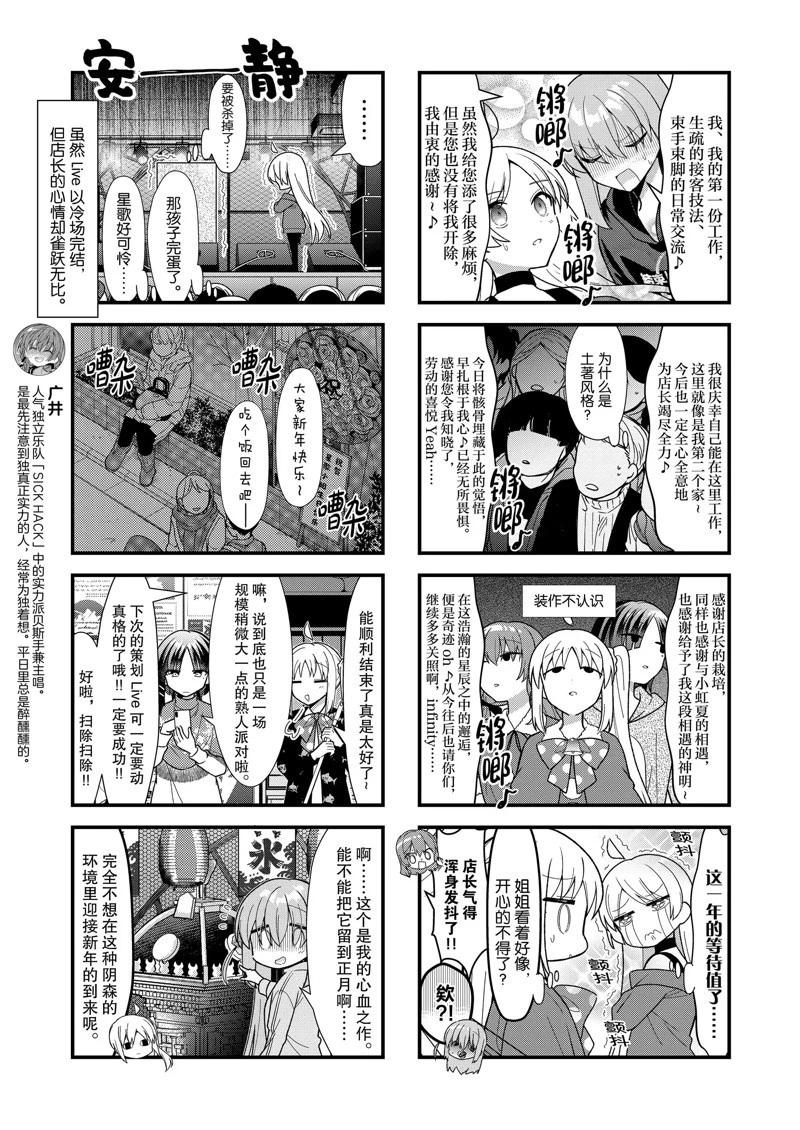 我、我的第一份工作，
生疏的接客技法、
束手束脚的日常交流♪
锵
啷
♪
虽然我给您添了很多麻烦，
但是您也没有将我开除，
我由衷的感谢~♪
锵
啷
♪
我很庆幸自己能在这里工作，
这里就像是我第二个家~
今后也一定全心全意地
为店长竭尽全力♪
为什么是
土著风格？
今日将骸骨埋藏于此的觉悟，
早扎根于我心♪已经无所畏惧。
感谢您令我知晓了，
劳动的喜悦 Yeah……
锵
啷
♪
感谢店长的栽培，
同样也感谢与小虹夏的相遇，
也感谢给予了我这段相遇的神明~
装作不认识
在这浩瀚的星辰之中的邂逅，
便是奇迹 oh♪从今往后也请你们，
继续多多关照啊，infinity……
锵
啷
♪
这一年的等待值了……
颤抖
颤抖
颤抖
姐姐看着好像，
开心的不得了？
店长气得
浑身发抖了!!
欸?!
安——静
……
要被杀掉了……
那孩子完蛋了。
星歌好可怜……
虽然 Live 以冷场完结，
但店长的心情却雀跃无比。
嘈杂
大家新年快乐~
嘈杂
吃个饭回去吧——
嘈杂
祝贺
能顺利结束了真是
太好了~
嘛，说到底也只是一场
规模稍微大一点的熟人派对啦。
下次的策划 Live 可一定要动
真格的了哦!!一定要成功!!
好啦，扫除扫除!!
啊……这个是我的心血之作。
能不能把它留到正月啊……
冰
完全不想在这种阴森的
环境里迎接新年的到来呢。
广井
人气独立乐队「SICK HACK」中的实力派贝斯手兼主唱。
是最先注意到独真正实力的人，经常为独着想。平日里总是醉醺醺的。